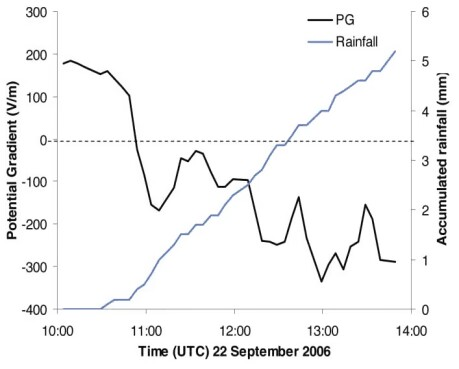 PG
Rainfall
Potential Gradient (V/m)
300
200
100
0
-100
-200
-300
-400
Accumulated rainfall (mm)
6
5
4
3
2
1
0
10:00 11:00 12:00 13:00 14:00
Time (UTC) 22 September 2006